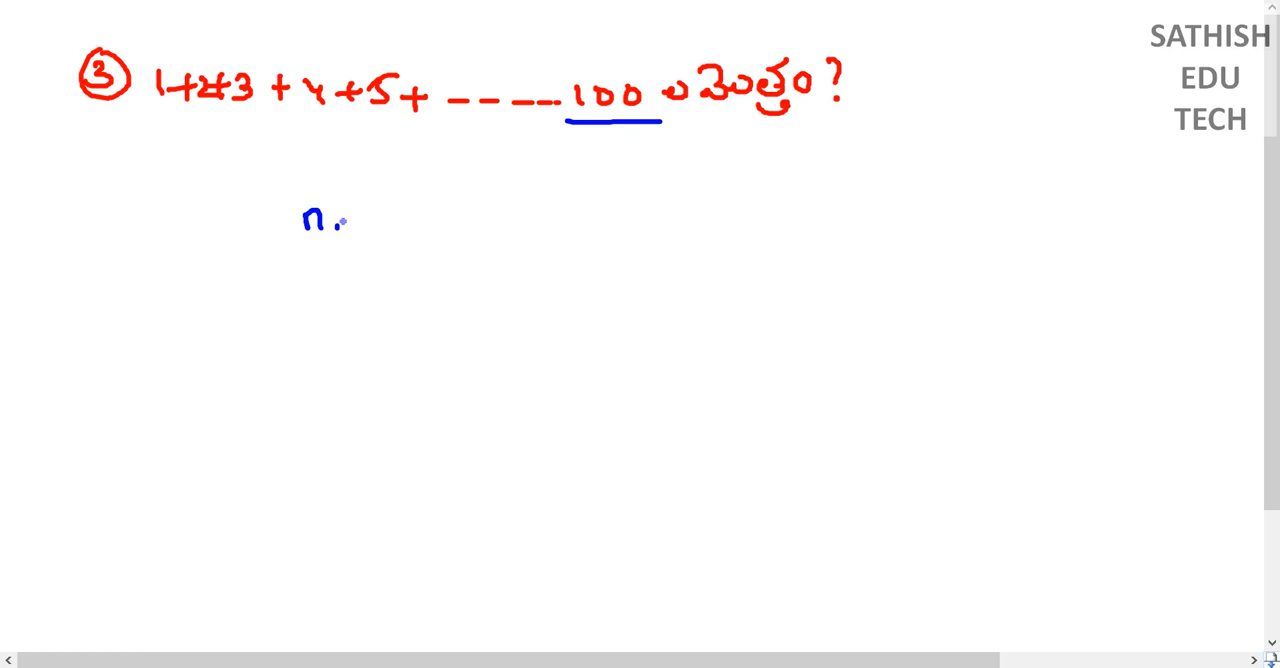 ③ 1+2+3 + 4 + 5 + _ _ _ _ 100 ల మొత్తం ?
SATHISH
EDU
TECH
n.